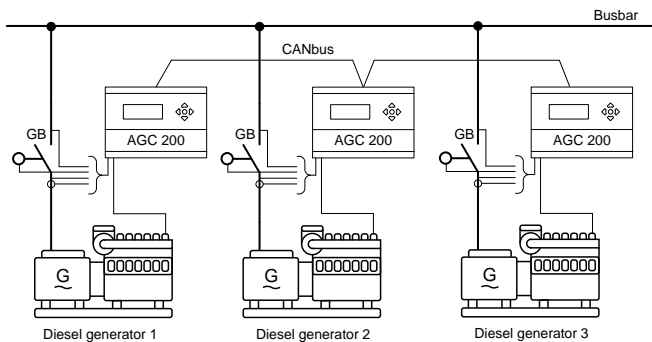 Busbar
CANbus
GB
AGC 200
GB
AGC 200
GB
AGC 200
G
G
G
Diesel generator 1
Diesel generator 2
Diesel generator 3